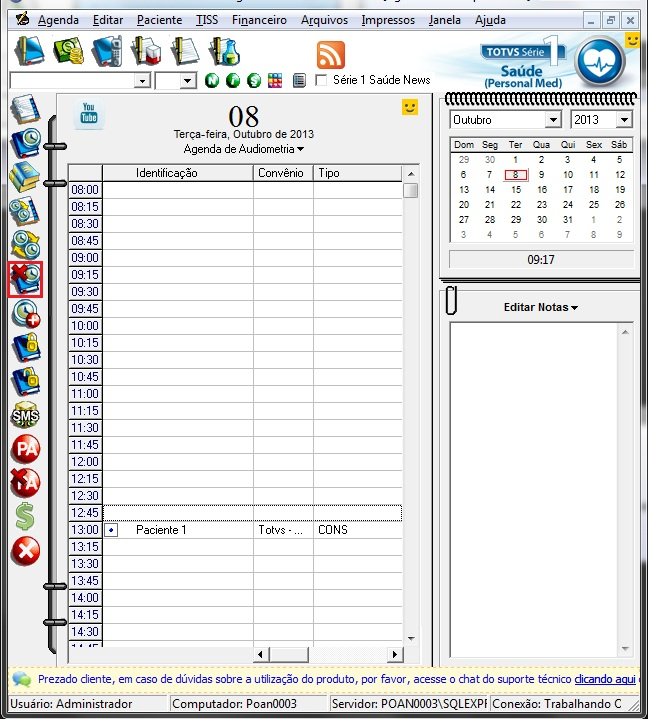 Agenda Editar Paciente TISS Financeiro Arquivos Impressos Janela Ajuda
TOTVS Série 1
Saúde
(Personal Med)
Série 1 Saúde News
You
Tube
08
Terça-feira, Outubro de 2013
Agenda de Audiometria
Identificação Convênio Tipo
08:00
08:15
08:30
08:45
09:00
09:15
09:30
09:45
10:00
10:15
10:30
10:45
11:00
11:15
11:30
11:45
12:00
12:15
12:30
12:45
13:00 Paciente 1 Totvs - ... CONS
13:15
13:30
13:45
14:00
14:15
14:30
14:45
SMS
PA
Outubro 2013
Dom Seg Ter Qua Qui Sex Sáb
29 30 1 2 3 4 5
6 7 8 9 10 11 12
13 14 15 16 17 18 19
20 21 22 23 24 25 26
27 28 29 30 31 1 2
3 4 5 6 7 8 9
09:17
Editar Notas
Prezado cliente, em caso de dúvidas sobre a utilização do produto, por favor, acesse o chat do suporte técnico clicando aqui
Usuário: Administrador Computador: Poan0003 Servidor: POAN0003\SQLEXPI Conexão: Trabalhando O